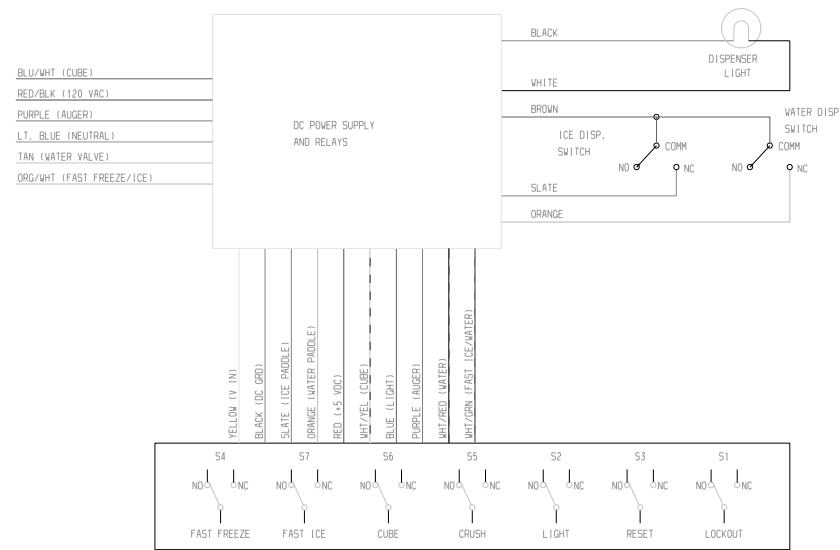 BLACK
DISPENSER
LIGHT
BLU/WHT (CUBE)
WHITE
RED/BLK (120 VAC)
BROWN
WATER DISP
SWITCH
PURPLE (AUGER)
DC POWER SUPPLY
AND RELAYS
ICE DISP.
SWITCH
LT. BLUE (NEUTRAL)
COMM
COMM
TAN (WATER VALVE)
NO
NC
NO
NC
ORG/WHT (FAST FREEZE/ICE)
SLATE
ORANGE
YELLOW (V IN)
BLACK (DC GRD)
SLATE (ICE PADDLE)
ORANGE (WATER PADDLE)
RED (+5 VDC)
WHT/YEL (CUBE)
BLUE (LIGHT)
PURPLE (AUGER)
WHT/RED (WATER)
WHT/GRN (FAST ICE/WATER)
S4 S7 S6 S5 S2 S3 S1
NO NC NO NC NO NC NO NC NO NC NO NC NO NC
FAST FREEZE FAST ICE CUBE CRUSH LIGHT RESET LOCKOUT